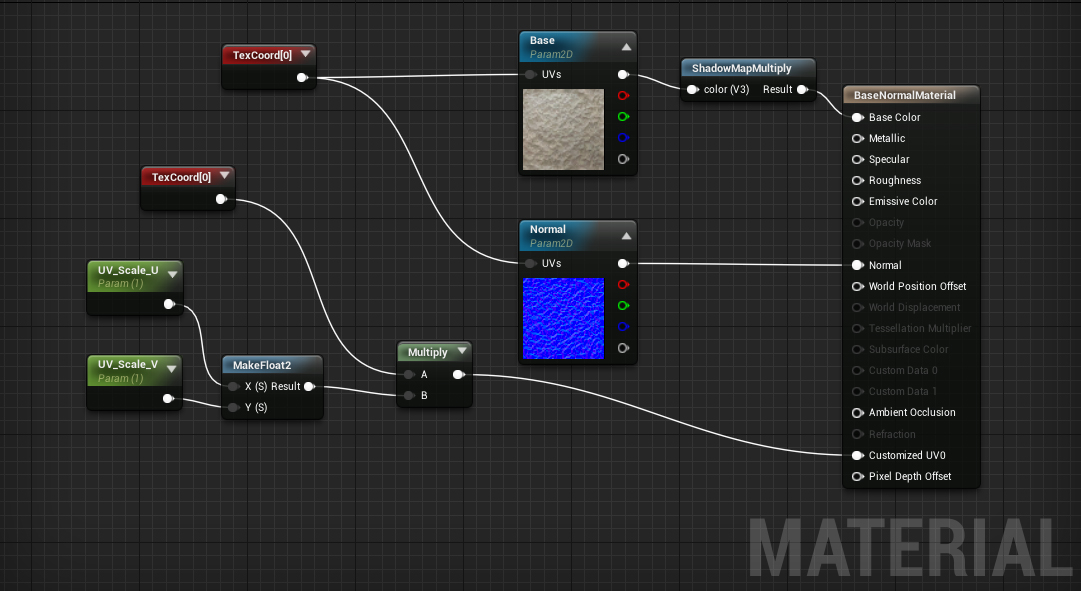 TexCoord[0]
Base
Param2D
UVs
ShadowMapMultiply
color (V3) Result
TexCoord[0]
Normal
Param2D
UVs
UV_Scale_U
Param (1)
UV_Scale_V
Param (1)
MakeFloat2
X (S) Result
Y (S)
Multiply
A
B
BaseNormalMaterial
Base Color
Metallic
Specular
Roughness
Emissive Color
Opacity
Opacity Mask
Normal
World Position Offset
World Displacement
Tessellation Multiplier
Subsurface Color
Custom Data 0
Custom Data 1
Ambient Occlusion
Refraction
Customized UV0
Pixel Depth Offset
MATERIAL